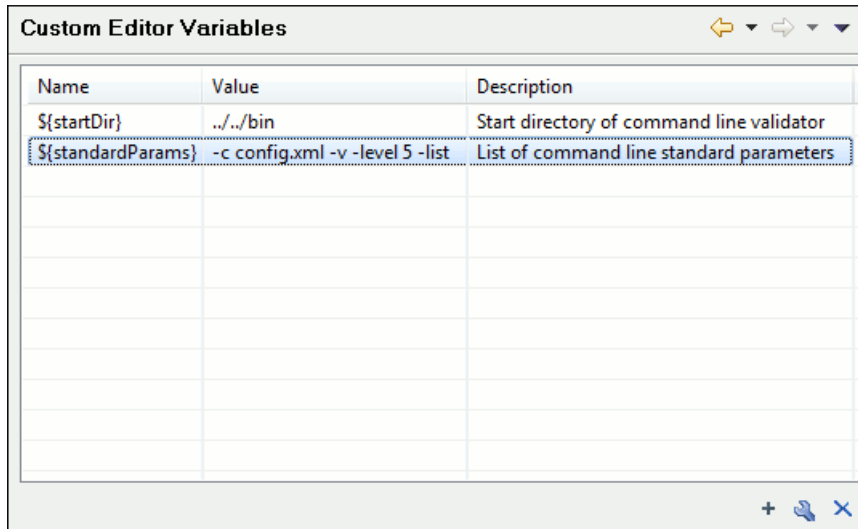 Custom Editor Variables
Name Value Description
${startDir} ../../bin Start directory of command line validator
${standardParams} -c config.xml -v -level 5 -list List of command line standard parameters